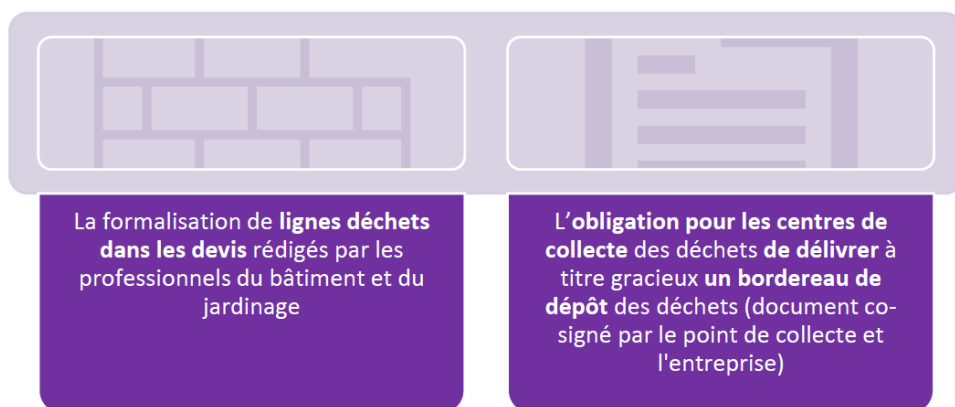 La formalisation de lignes déchets
dans les devis rédigés par les
professionnels du bâtiment et du
jardinage
L’obligation pour les centres de
collecte des déchets de délivrer à
titre gracieux un bordereau de
dépôt des déchets (document co-
signé par le point de collecte et
l'entreprise)